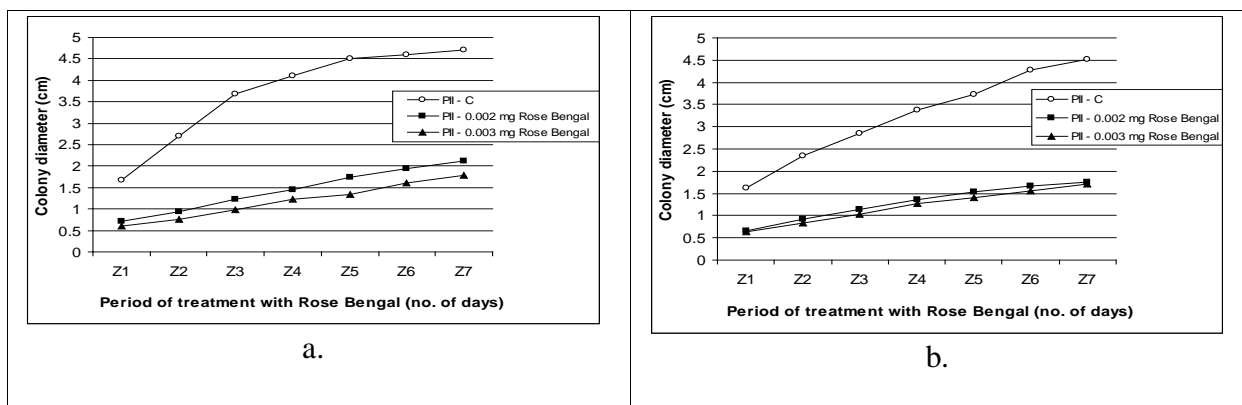 5
4.5
4
3.5
3
2.5
2
1.5
1
0.5
0
Colony diameter (cm)
PII - C
PII - 0.002 mg Rose Bengal
PII - 0.003 mg Rose Bengal
Z1 Z2 Z3 Z4 Z5 Z6 Z7
Period of treatment with Rose Bengal (no. of days)
a.
5
4.5
4
3.5
3
2.5
2
1.5
1
0.5
0
Colony diameter (cm)
PII - C
PII - 0.002 mg Rose Bengal
PII - 0.003 mg Rose Bengal
Z1 Z2 Z3 Z4 Z5 Z6 Z7
Period of treatment with Rose Bengal (no. of days)
b.